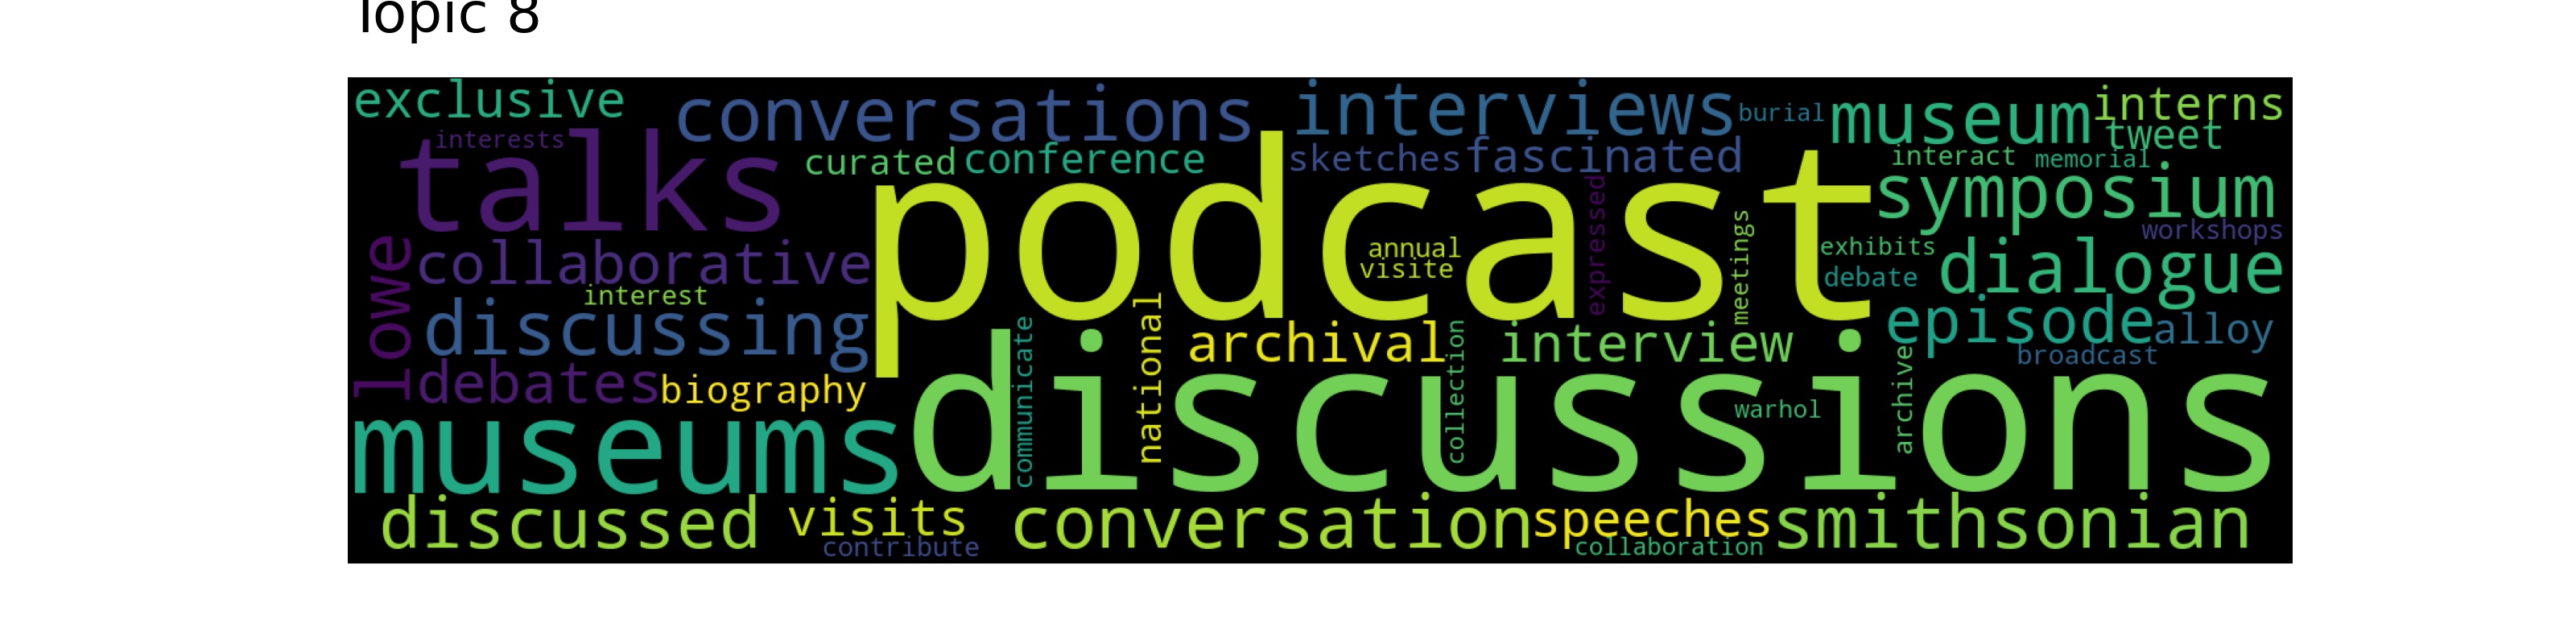 Topic 8
exclusive
conversations
interviews
burial
museum
interns
tweet
interests
talks
curated
conference
sketches
fascinated
interact
memorial
podcast
symposium
expressed
meetings
workshops
lowe
collaborative
annual
visite
exhibits
debate
dialogue
interest
discussing
national
communicate
archival
collection
interview
episode
alloy
broadcast
archive
debates
biography
warhol
museums
discussions
discussed
visits
contribute
conversation
speeches
collaboration
smithsonian